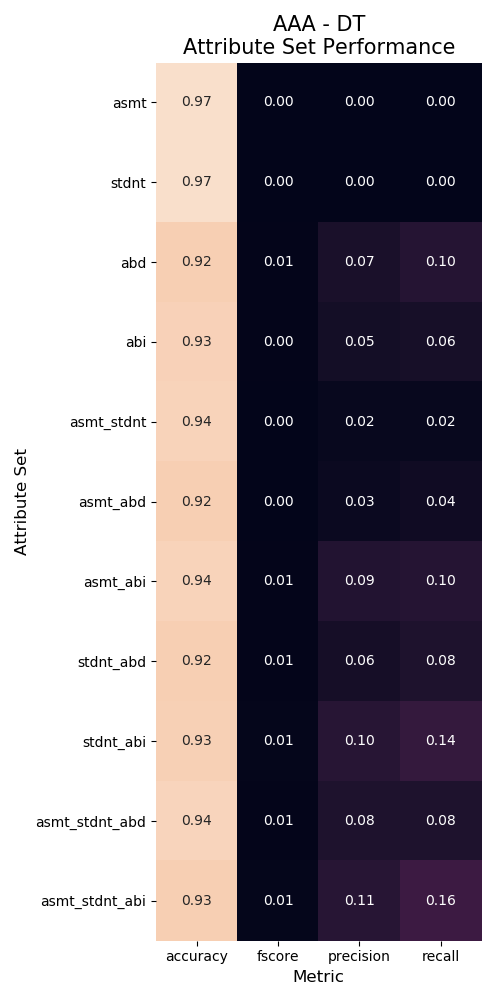 AAA - DT
Attribute Set Performance
asmt 0.97 0.00 0.00 0.00
stdnt 0.97 0.00 0.00 0.00
abd 0.92 0.01 0.07 0.10
abi 0.93 0.00 0.05 0.06
asmt_stdnt 0.94 0.00 0.02 0.02
asmt_abd 0.92 0.00 0.03 0.04
asmt_abi 0.94 0.01 0.09 0.10
stdnt_abd 0.92 0.01 0.06 0.08
stdnt_abi 0.93 0.01 0.10 0.14
asmt_stdnt_abd 0.94 0.01 0.08 0.08
asmt_stdnt_abi 0.93 0.01 0.11 0.16
accuracy fscore precision recall
Metric
Attribute Set